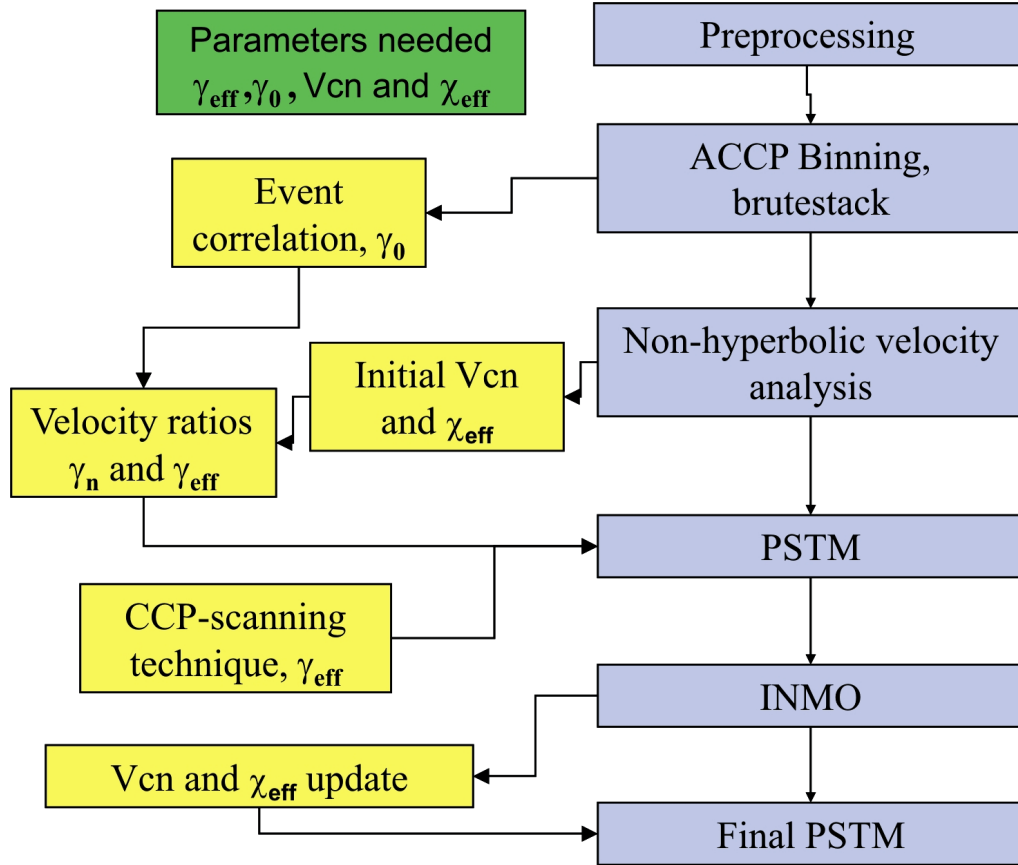 Parameters needed
γeff,γ0, Vcn and χeff
Preprocessing
ACCP Binning,
brutestack
Event
correlation, γ0
Non-hyperbolic velocity
analysis
Initial Vcn
and χeff
Velocity ratios
γn and γeff
PSTM
CCP-scanning
technique, γeff
INMO
Vcn and χeff update
Final PSTM